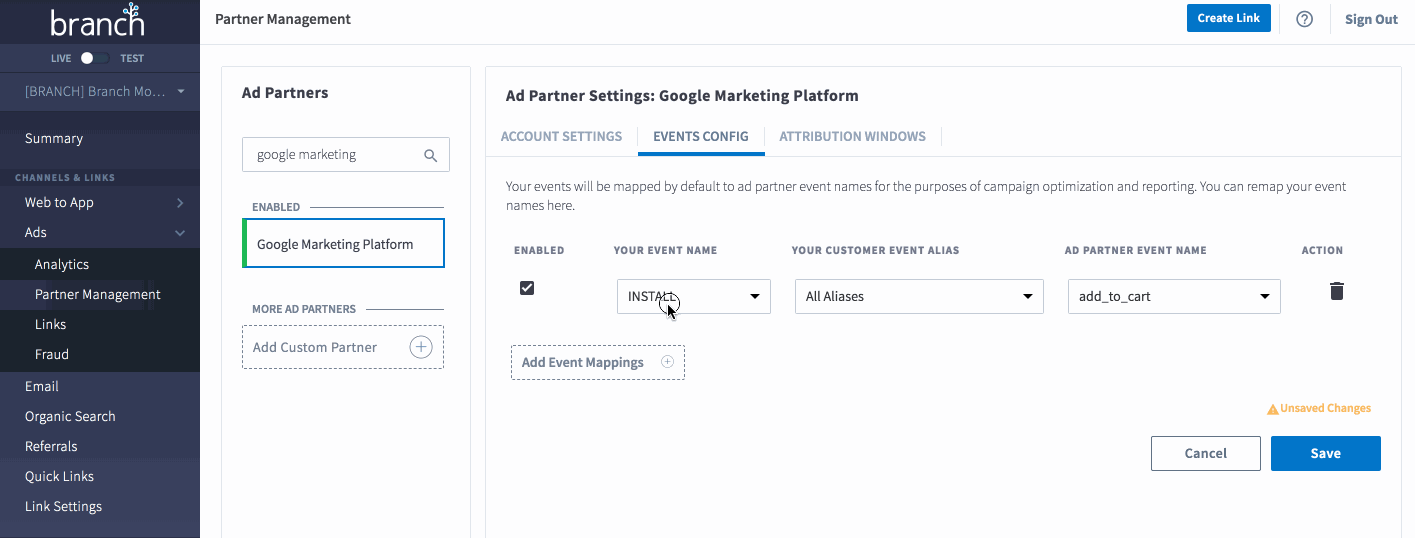 branch
LIVE TEST
[BRANCH] Branch Mo...
Summary
CHANNELS & LINKS
Web to App
Ads
Analytics
Partner Management
Links
Fraud
Email
Organic Search
Referrals
Quick Links
Link Settings
Partner Management
Create Link
?
Sign Out
Ad Partners
google marketing
ENABLED
Google Marketing Platform
MORE AD PARTNERS
Add Custom Partner
Ad Partner Settings: Google Marketing Platform
ACCOUNT SETTINGS EVENTS CONFIG ATTRIBUTION WINDOWS
Your events will be mapped by default to ad partner event names for the purposes of campaign optimization and reporting. You can remap your event
names here.
ENABLED YOUR EVENT NAME YOUR CUSTOMER EVENT ALIAS AD PARTNER EVENT NAME ACTION
INSTALL All Aliases add_to_cart
Add Event Mappings
Unsaved Changes
Cancel Save